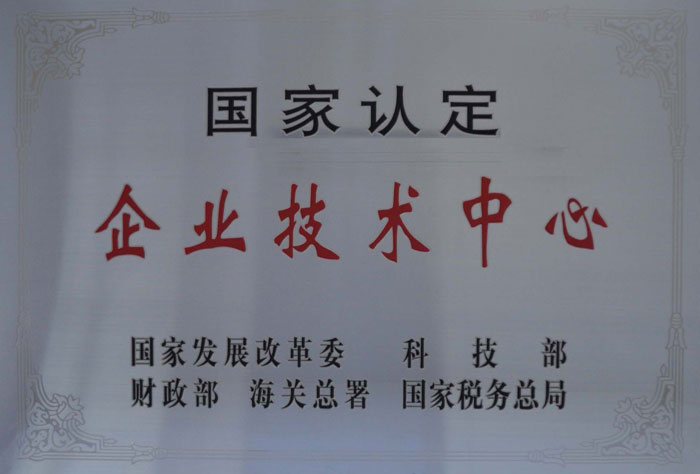 国家认定
企业技术中心
国家发展改革委 科技部
财政部 海关总署 国家税务总局